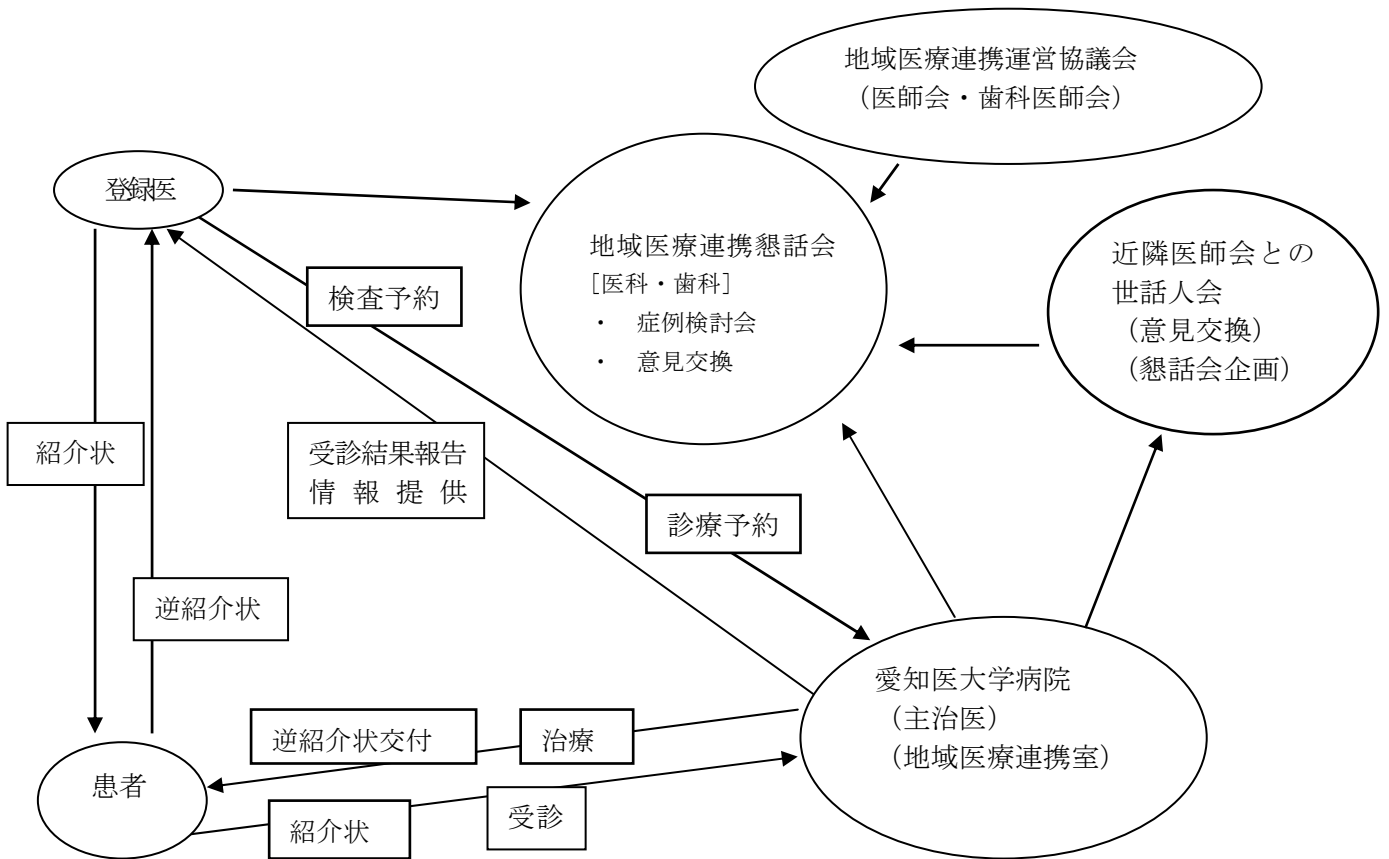 地域医療連携運営協議会
（医師会・歯科医師会）
登録医
地域医療連携懇話会
［医科・歯科］
・ 症例検討会
・ 意見交換
近隣医師会との
世話人会
（意見交換）
（懇話会企画）
検査予約
紹介状
受診結果報告
情報提供
診療予約
逆紹介状
愛知医大学病院
（主治医）
（地域医療連携室）
逆紹介状交付
治療
患者
紹介状
受診